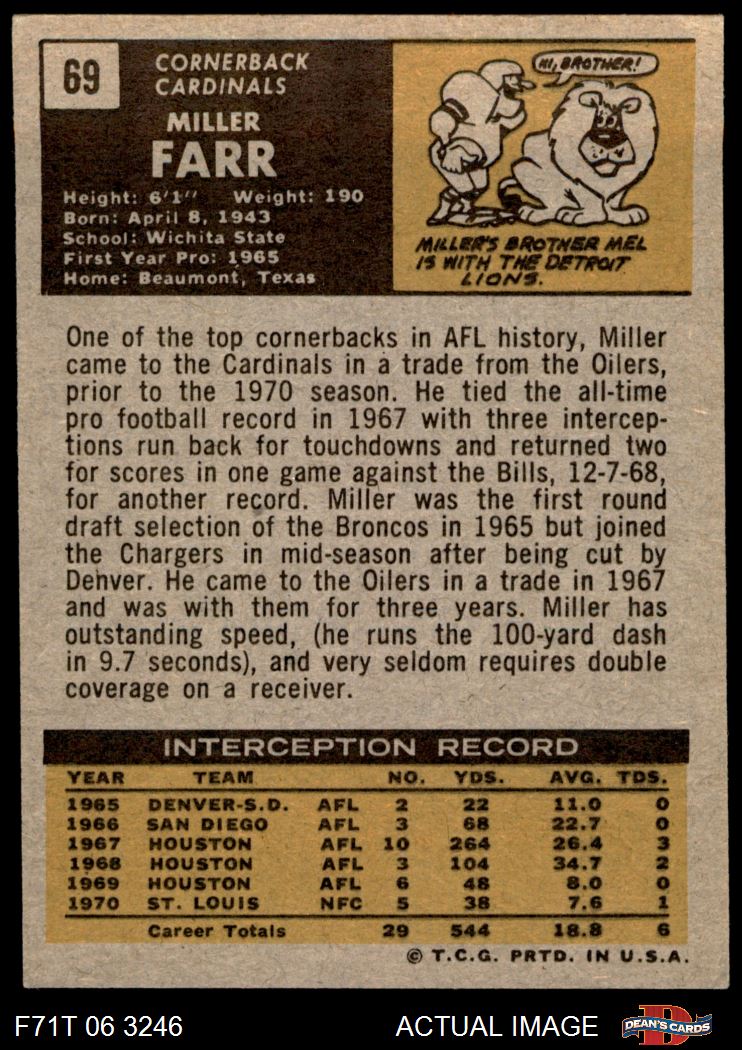 69
CORNERBACK
CARDINALS
MILLER
FARR
Height: 6'1" Weight: 190
Born: April 8, 1943
School: Wichita State
First Year Pro: 1965
Home: Beaumont, Texas
HI, BROTHER!
MILLER'S BROTHER MEL
IS WITH THE DETROIT
LIONS.
One of the top cornerbacks in AFL history, Miller
came to the Cardinals in a trade from the Oilers,
prior to the 1970 season. He tied the all-time
pro football record in 1967 with three intercep-
tions run back for touchdowns and returned two
for scores in one game against the Bills, 12-7-68,
for another record. Miller was the first round
draft selection of the Broncos in 1965 but joined
the Chargers in mid-season after being cut by
Denver. He came to the Oilers in a trade in 1967
and was with them for three years. Miller has
outstanding speed, (he runs the 100-yard dash
in 9.7 seconds), and very seldom requires double
coverage on a receiver.
INTERCEPTION RECORD
YEAR TEAM NO. YDS. AVG. TDS.
1965 DENVER-S.D. AFL 2 22 11.0 0
1966 SAN DIEGO AFL 3 68 22.7 0
1967 HOUSTON AFL 10 264 26.4 3
1968 HOUSTON AFL 3 104 34.7 2
1969 HOUSTON AFL 6 48 8.0 0
1970 ST. LOUIS NFC 5 38 7.6 1
Career Totals 29 544 18.8 6
© T.C.G. PRTD. IN U.S.A.
F71T 06 3246 ACTUAL IMAGE D DEAN'S CARDS